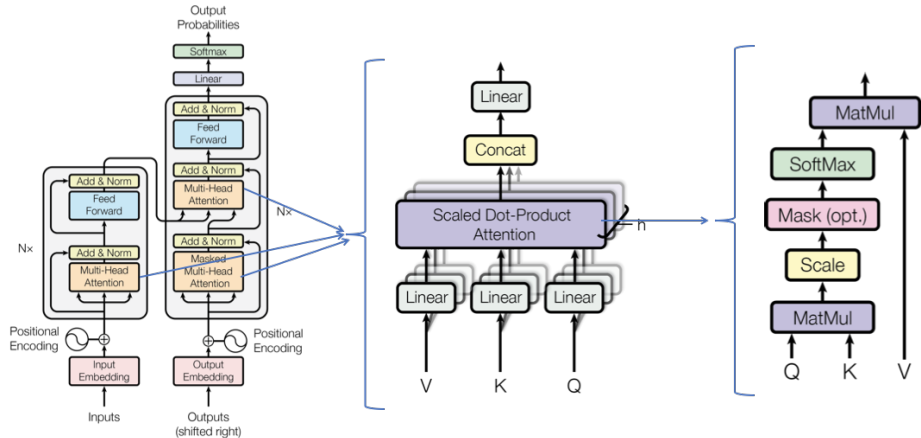 Output
Probabilities
Softmax
Linear
Add & Norm
Feed
Forward
Add & Norm
Multi-Head
Attention
Add & Norm
Masked
Multi-Head
Attention
N×
Add & Norm
Feed
Forward
Add & Norm
Multi-Head
Attention
N×
Positional
Encoding
Positional
Encoding
Input
Embedding
Output
Embedding
Inputs
Outputs
(shifted right)
Linear
Concat
Scaled Dot-Product
Attention
h
Linear
Linear
Linear
V
K
Q
MatMul
SoftMax
Mask (opt.)
Scale
MatMul
Q
K
V